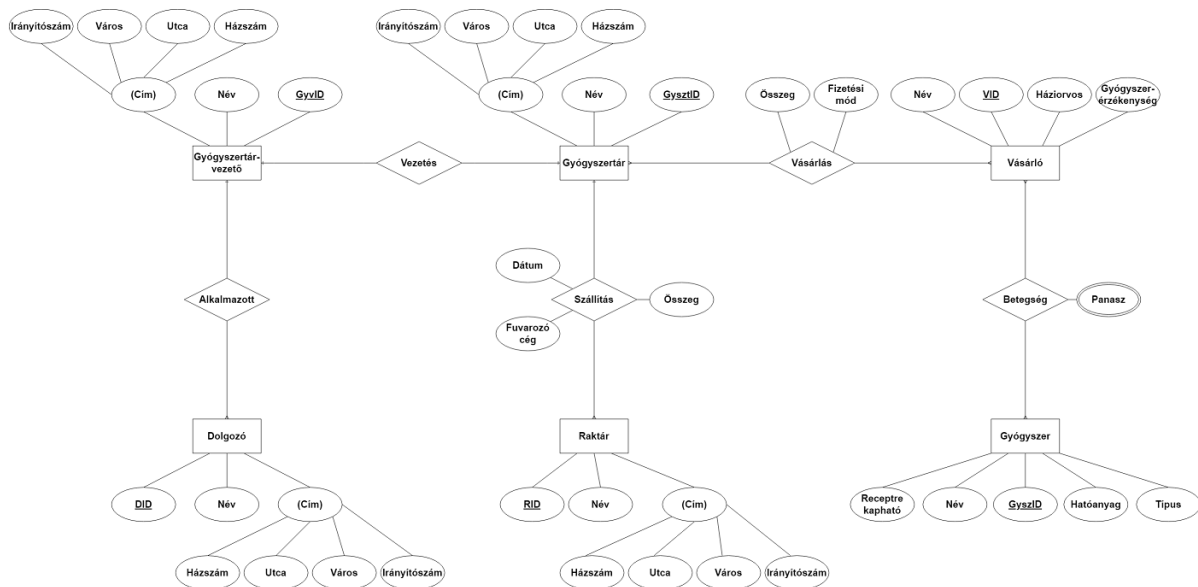 Irányítószám
Város
Utca
Házszám
Irányítószám
Város
Utca
Házszám
(Cím)
Név
GyvID
(Cím)
Név
GysztID
Összeg
Fizetési
mód
Név
VID
Háziorvos
Gyógyszer-
érzékenység
Gyógyszertár-
vezető
Vezetés
Gyógyszertár
Vásárlás
Vásárló
Dátum
Alkalmazott
Szállítás
Összeg
Betegség
Panasz
Fuvarozó
cég
Dolgozó
Raktár
Gyógyszer
DID
Név
(Cím)
RID
Név
(Cím)
Receptre
kapható
Név
GyszID
Hatóanyag
Tipus
Házszám
Utca
Város
Irányítószám
Házszám
Utca
Város
Irányítószám